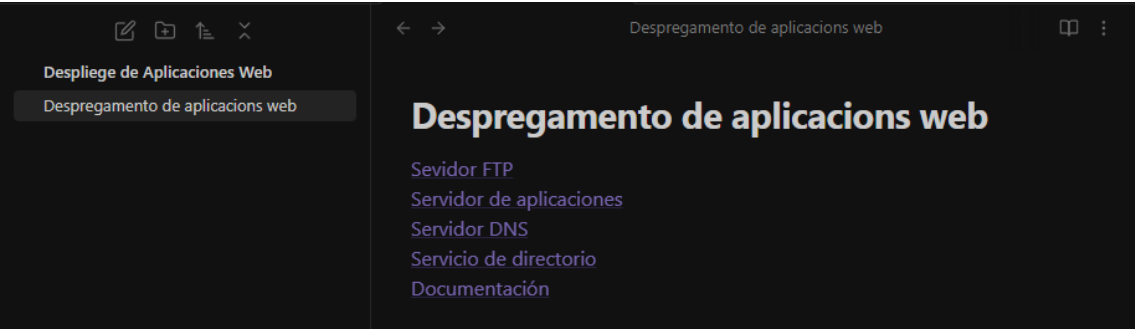 Despliege de Aplicaciones Web
Despregamento de aplicacions web
Despregamento de aplicacions web
Despregamento de aplicacions web
Sevidor FTP
Servidor de aplicaciones
Servidor DNS
Servicio de directorio
Documentación